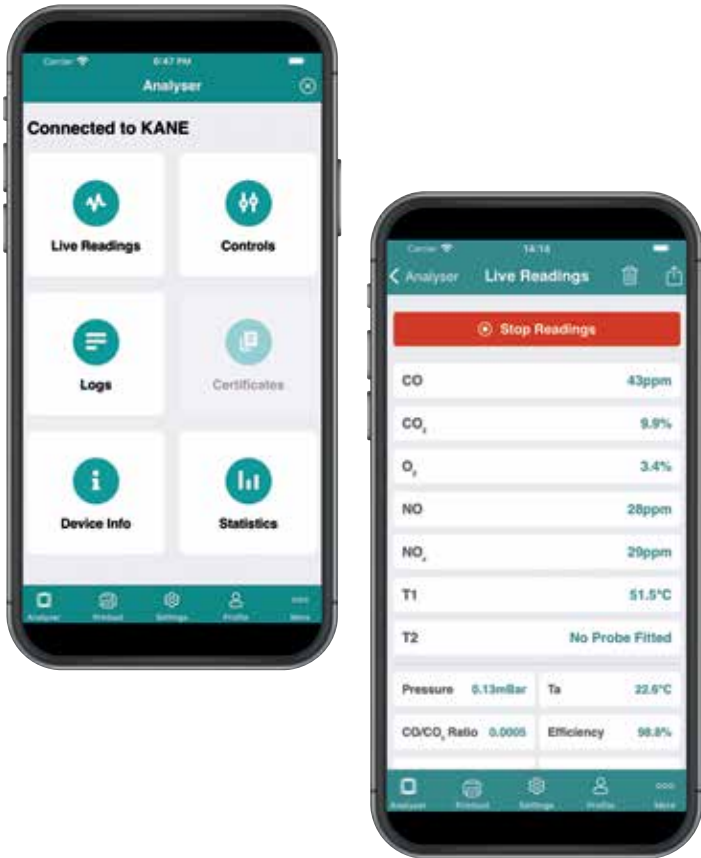 Carrier 6:47 PM
Analyser
Connected to KANE
Live Readings Controls
Logs Certificates
Device Info Statistics
Analyser Product Settings Profile More
Carrier 14:14
Analyser Live Readings
Stop Readings
CO 43ppm
CO₂ 9.9%
O₂ 3.4%
NO 28ppm
NOₓ 29ppm
T1 51.5°C
T2 No Probe Fitted
Pressure 0.13mBar Ta 22.6°C
CO/CO₂ Ratio 0.0005 Efficiency 98.8%
Analyser Product Settings Profile More